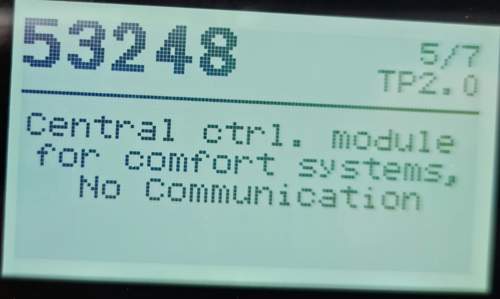 53248
5/7
TP2.0
Central ctrl. module
for comfort systems,
No Communication